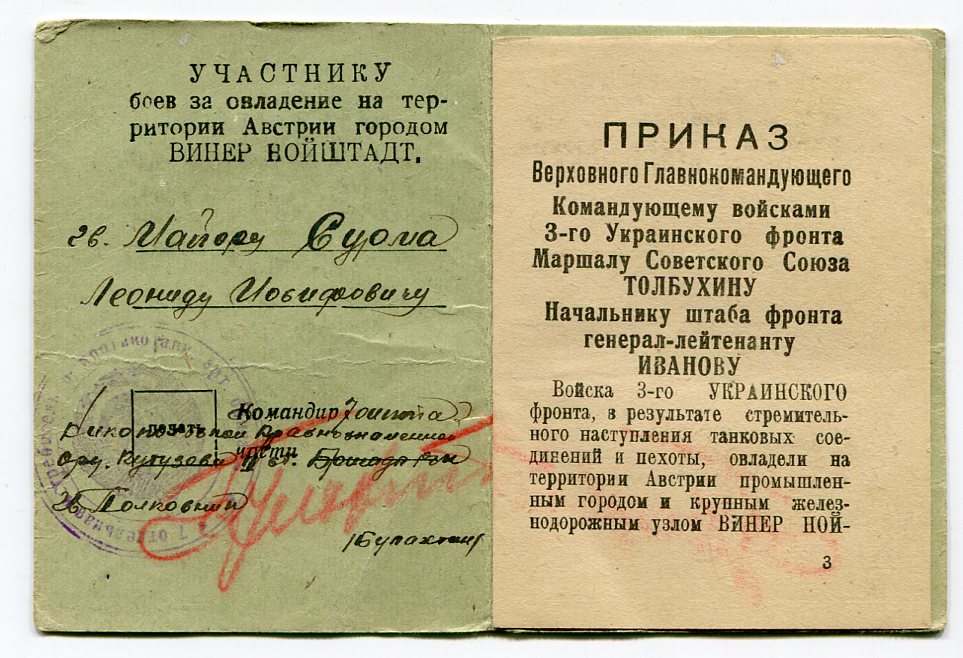 УЧАСТНИКУ
боев за овладение на тер-
ритории Австрии городом
ВИНЕР НОЙШТАДТ.
гв. Майору Сурма
Леониду Иосифовичу
Командир
печать
части
гв. Полковник
ПРИКАЗ
Верховного Главнокомандующего
Командующему войсками
3-го Украинского фронта
Маршалу Советского Союза
ТОЛБУХИНУ
Начальнику штаба фронта
генерал-лейтенанту
ИВАНОВУ
Войска 3-го УКРАИНСКОГО
фронта, в результате стремитель-
ного наступления танковых сое-
динений и пехоты, овладели на
территории Австрии промышлен-
ным городом и крупным желез-
нодорожным узлом ВИНЕР НОЙ-
3